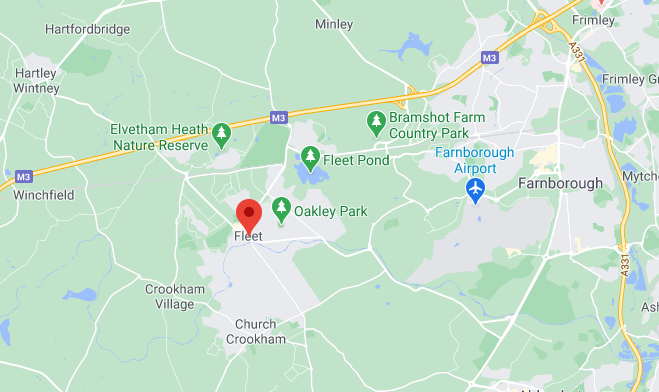 Minley
Frimley
Hartfordbridge
A331
M3
Hartley
Wintney
Frimley Gr
M3
Bramshot Farm
Country Park
Elvetham Heath
Nature Reserve
Fleet Pond
Farnborough
Airport
M3
Mytche
Farnborough
Winchfield
Oakley Park
Fleet
A331
Crookham
Village
Ash
Church
Crookham